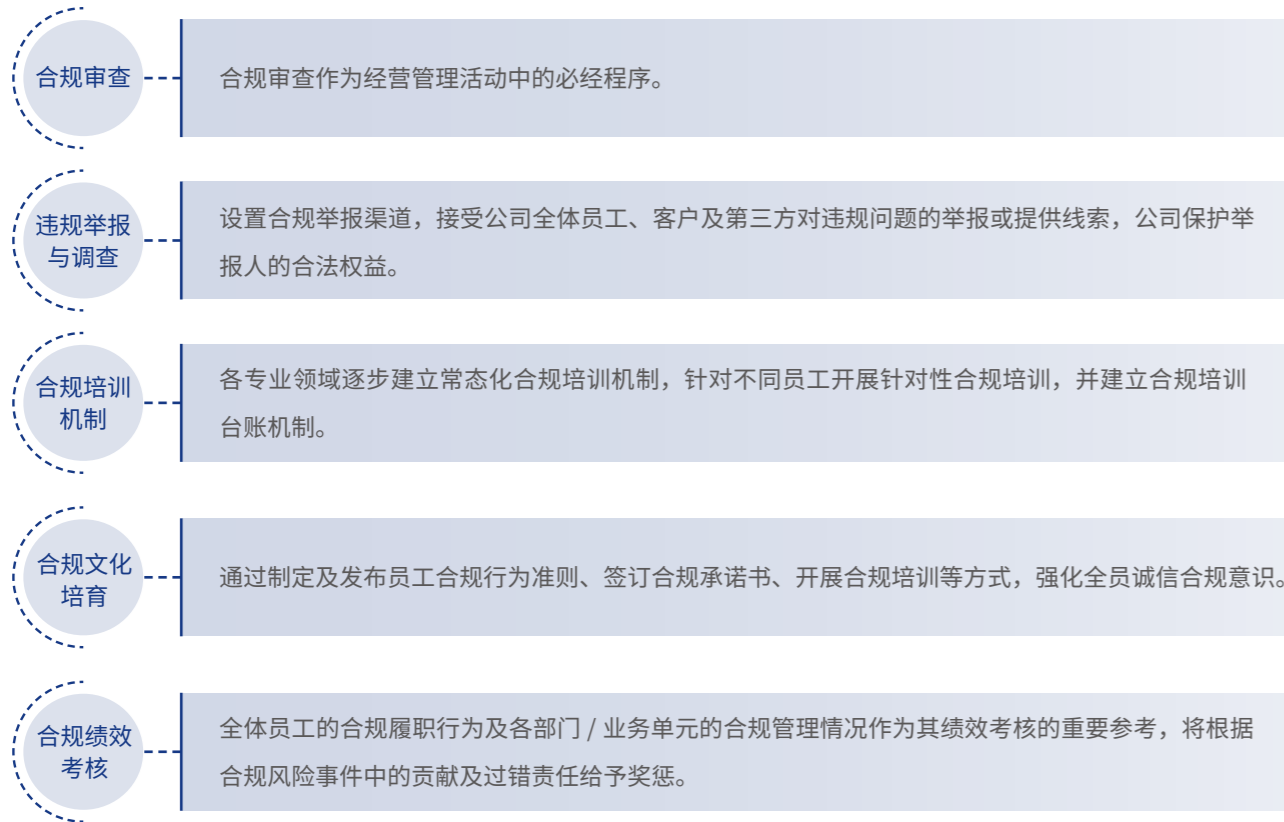 合规审查
合规审查作为经营管理活动中的必经程序。
违规举报
与调查
设置合规举报渠道，接受公司全体员工、客户及第三方对违规问题的举报或提供线索，公司保护举
报人的合法权益。
合规培训
机制
各专业领域逐步建立常态化合规培训机制，针对不同员工开展针对性合规培训，并建立合规培训
台账机制。
合规文化
培育
通过制定及发布员工合规行为准则、签订合规承诺书、开展合规培训等方式，强化全员诚信合规意识。
合规绩效
考核
全体员工的合规履职行为及各部门 / 业务单元的合规管理情况作为其绩效考核的重要参考，将根据
合规风险事件中的贡献及过错责任给予奖惩。